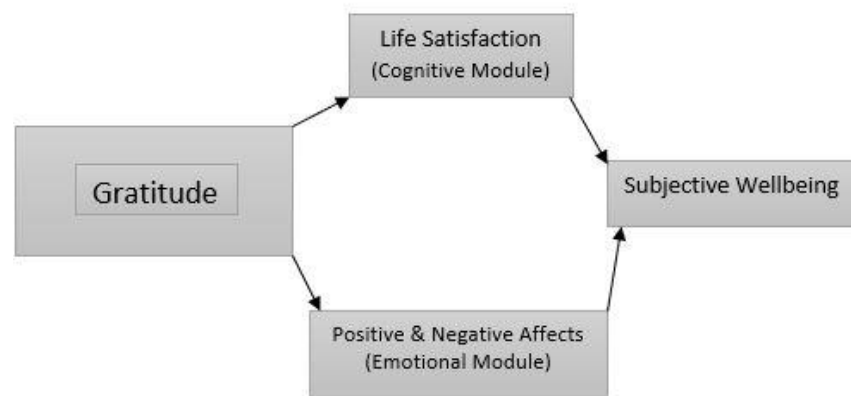 Life Satisfaction
(Cognitive Module)
Gratitude
Subjective Wellbeing
Positive & Negative Affects
(Emotional Module)